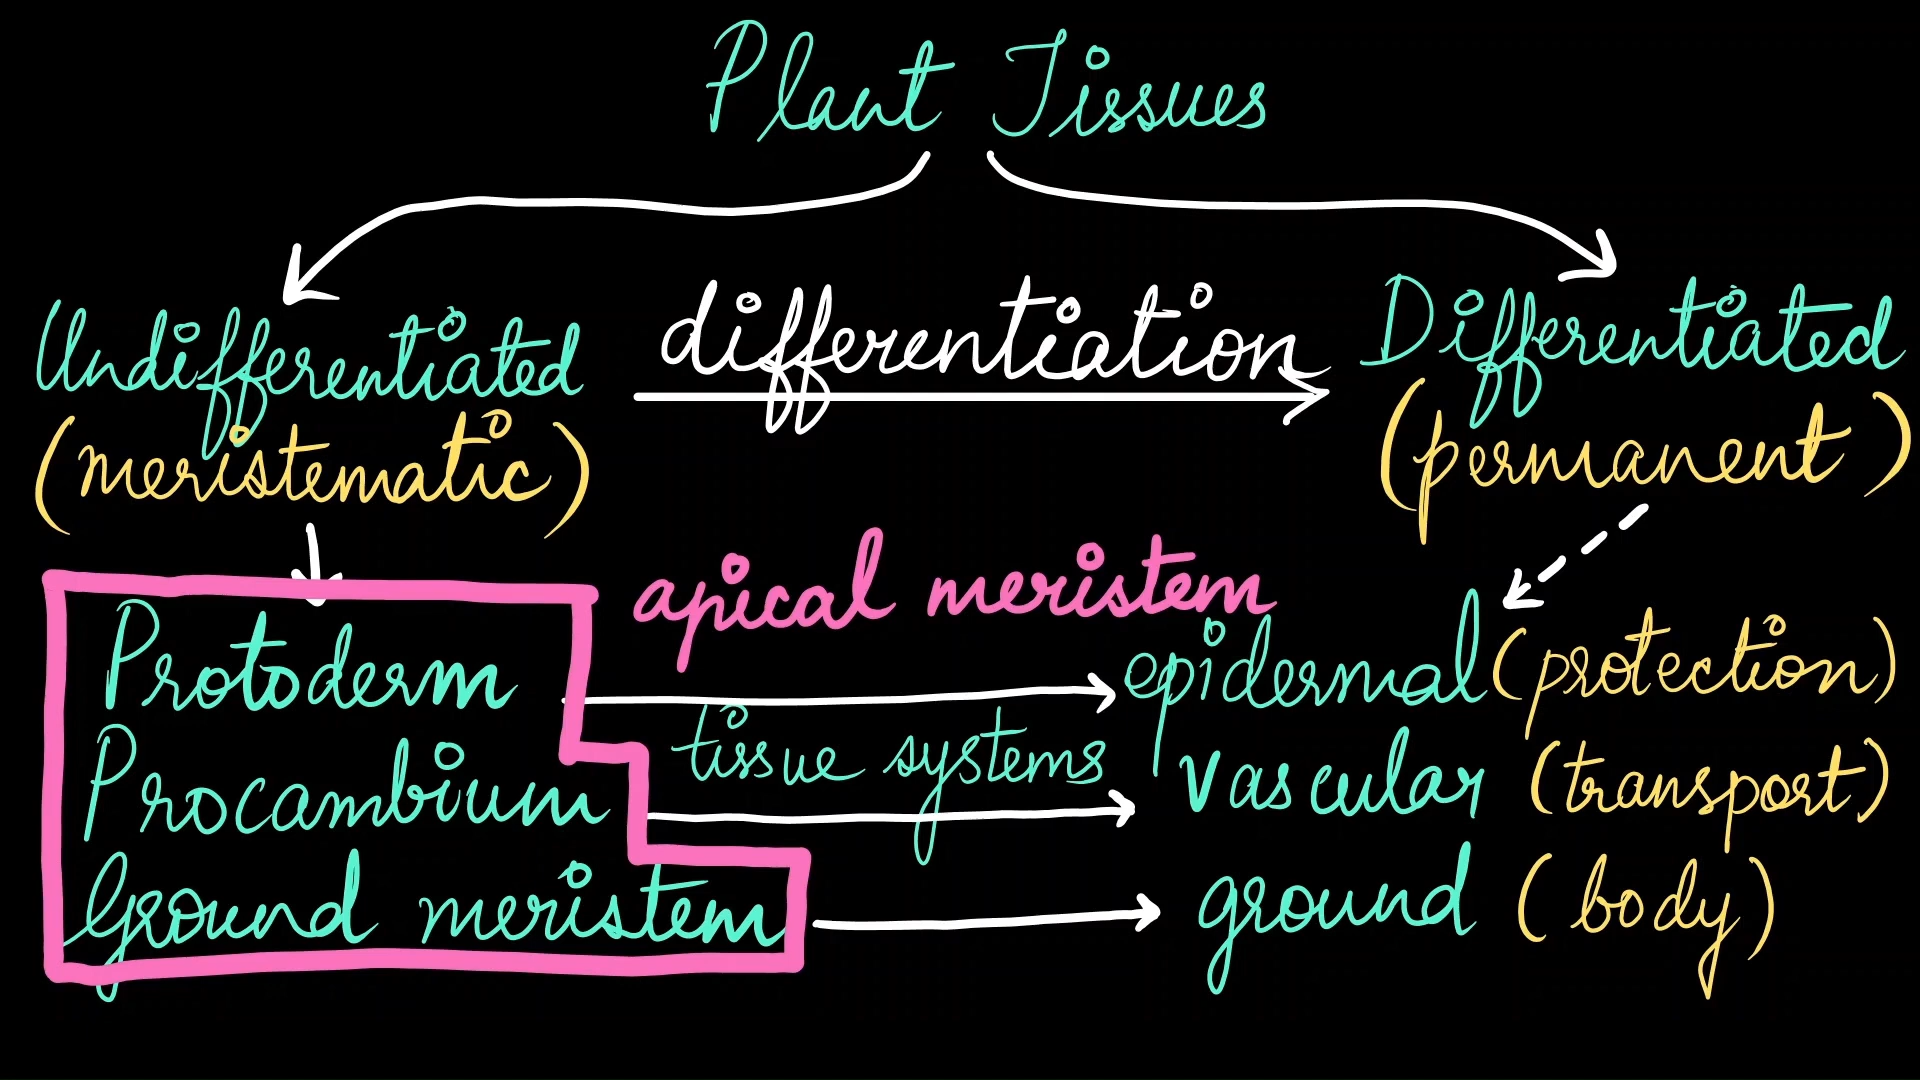 Plant Tissues
Undifferentiated
(meristematic)
differentiation
Differentiated
(permanent)
apical meristem
Protoderm
epidermal (protection)
tissue systems
Procambium
vascular (transport)
Ground meristem
ground (body)